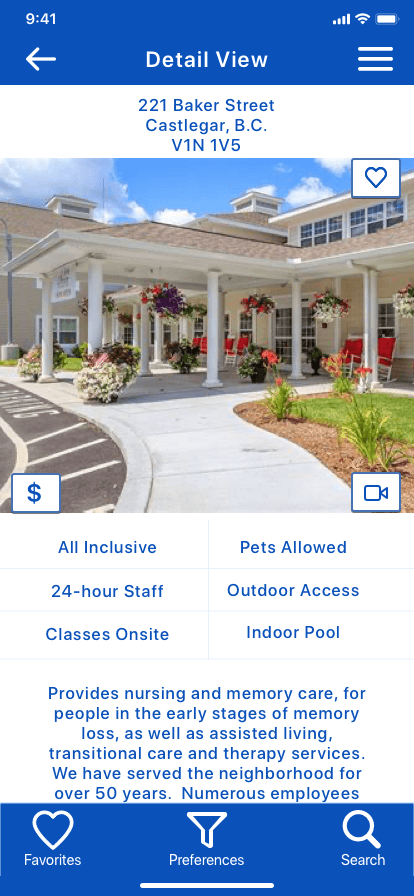 9:41
Detail View
221 Baker Street
Castlegar, B.C.
V1N 1V5
$
All Inclusive
Pets Allowed
24-hour Staff
Outdoor Access
Classes Onsite
Indoor Pool
Provides nursing and memory care, for
people in the early stages of memory
loss, as well as assisted living,
transitional care and therapy services.
We have served the neighborhood for
over 50 years.  Numerous employees
Favorites
Preferences
Search